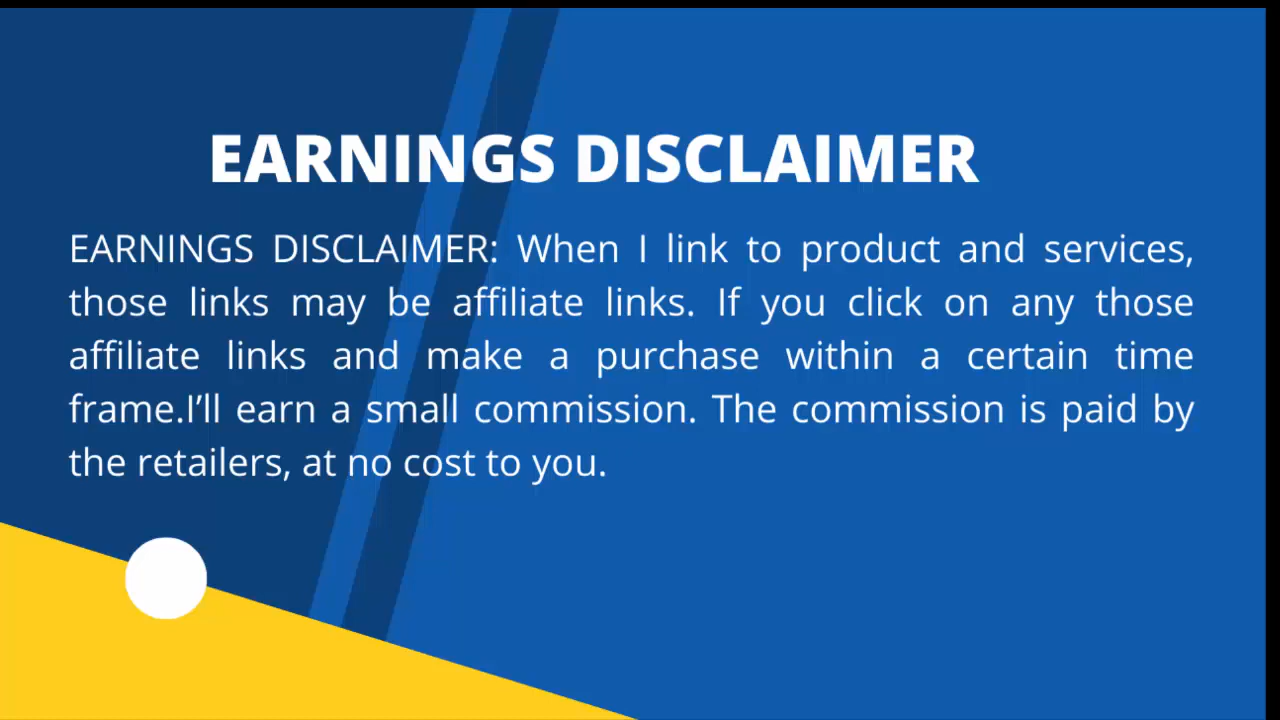 EARNINGS DISCLAIMER
EARNINGS DISCLAIMER: When I link to product and services,
those links may be affiliate links. If you click on any those
affiliate links and make a purchase within a certain time
frame.I’ll earn a small commission. The commission is paid by
the retailers, at no cost to you.